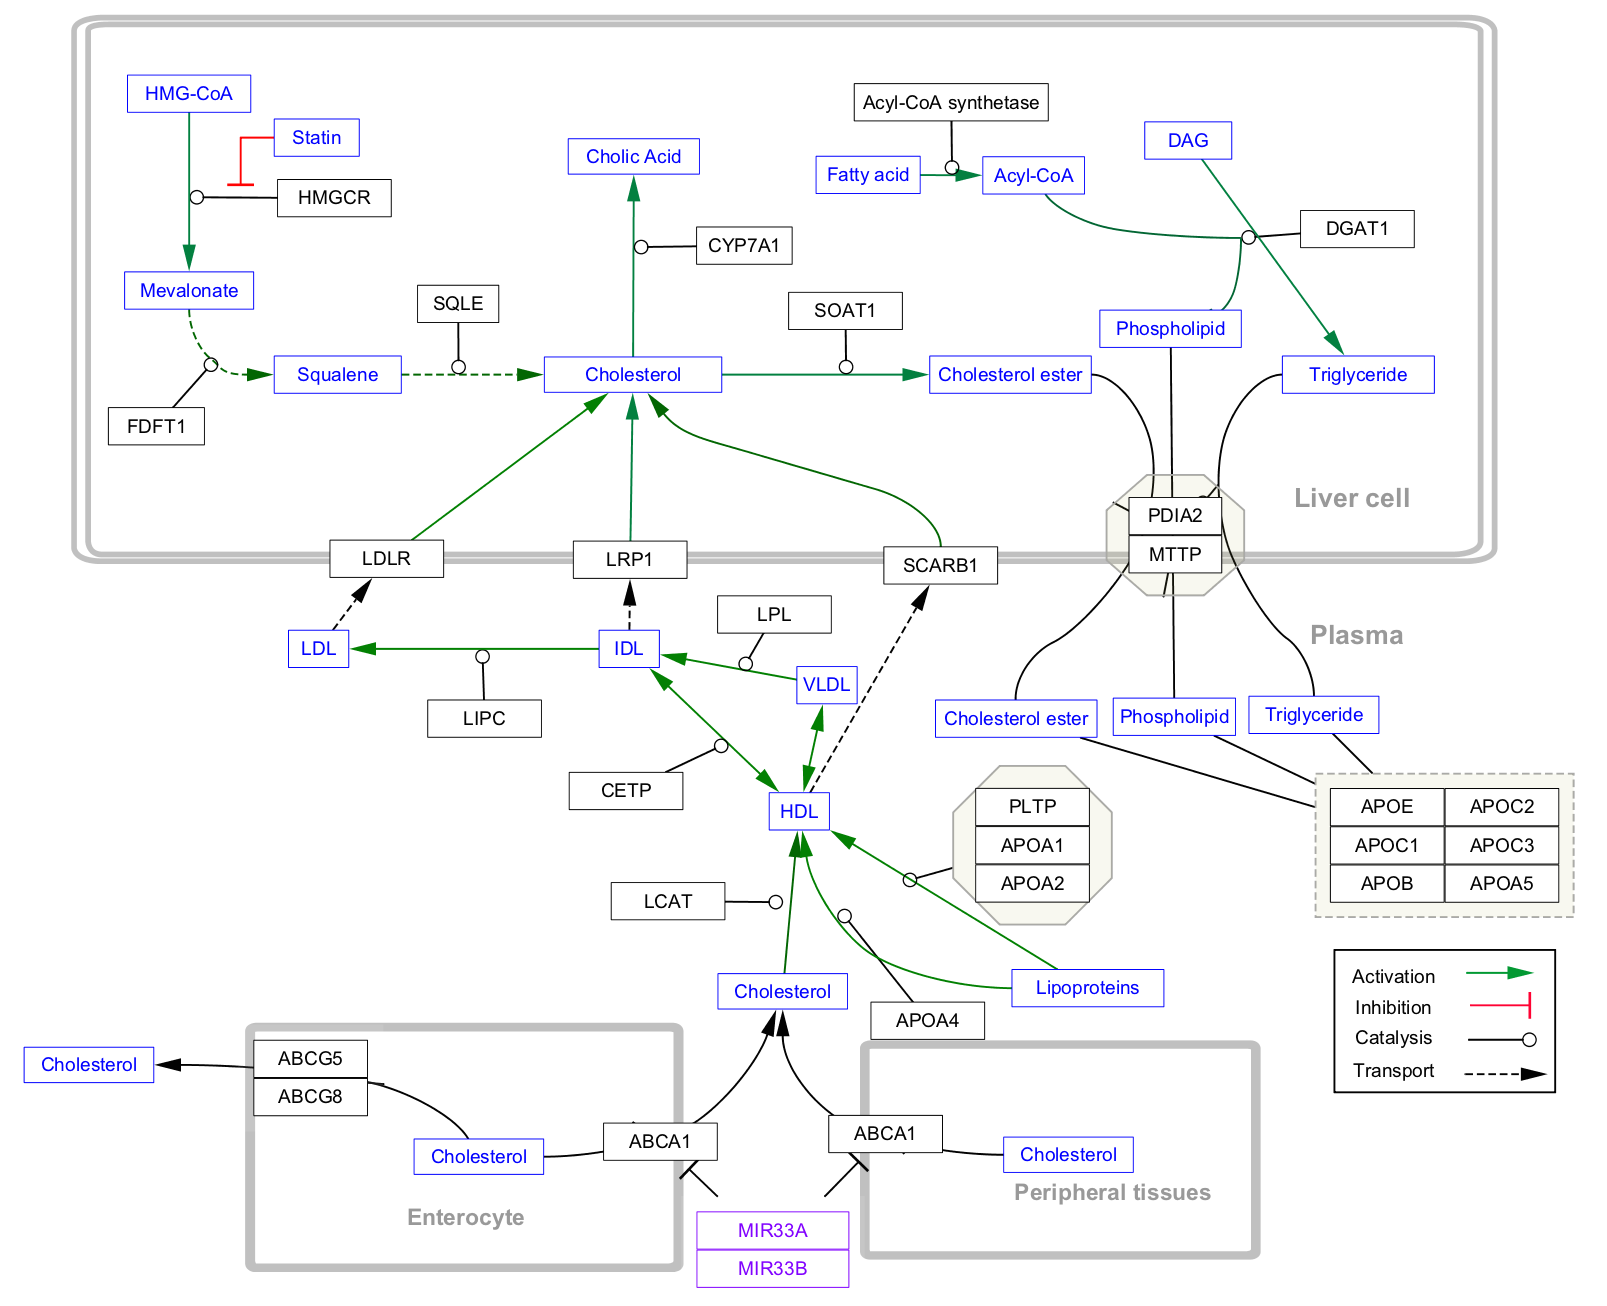 HMG-CoA
Statin
HMGCR
Mevalonate
FDFT1
Squalene
SQLE
Cholic Acid
CYP7A1
Cholesterol
SOAT1
Cholesterol ester
Acyl-CoA synthetase
Fatty acid
Acyl-CoA
DAG
DGAT1
Phospholipid
Triglyceride
PDIA2
MTTP
Liver cell
LDLR
LRP1
SCARB1
Plasma
LDL
IDL
LPL
VLDL
LIPC
CETP
HDL
Cholesterol ester
Phospholipid
Triglyceride
PLTP
APOA1
APOA2
APOE
APOC2
APOC1
APOC3
APOB
APOA5
LCAT
Cholesterol
Lipoproteins
APOA4
Activation
Inhibition
Catalysis
Transport
Cholesterol
ABCG5
ABCG8
Cholesterol
ABCA1
Enterocyte
ABCA1
Cholesterol
Peripheral tissues
MIR33A
MIR33B